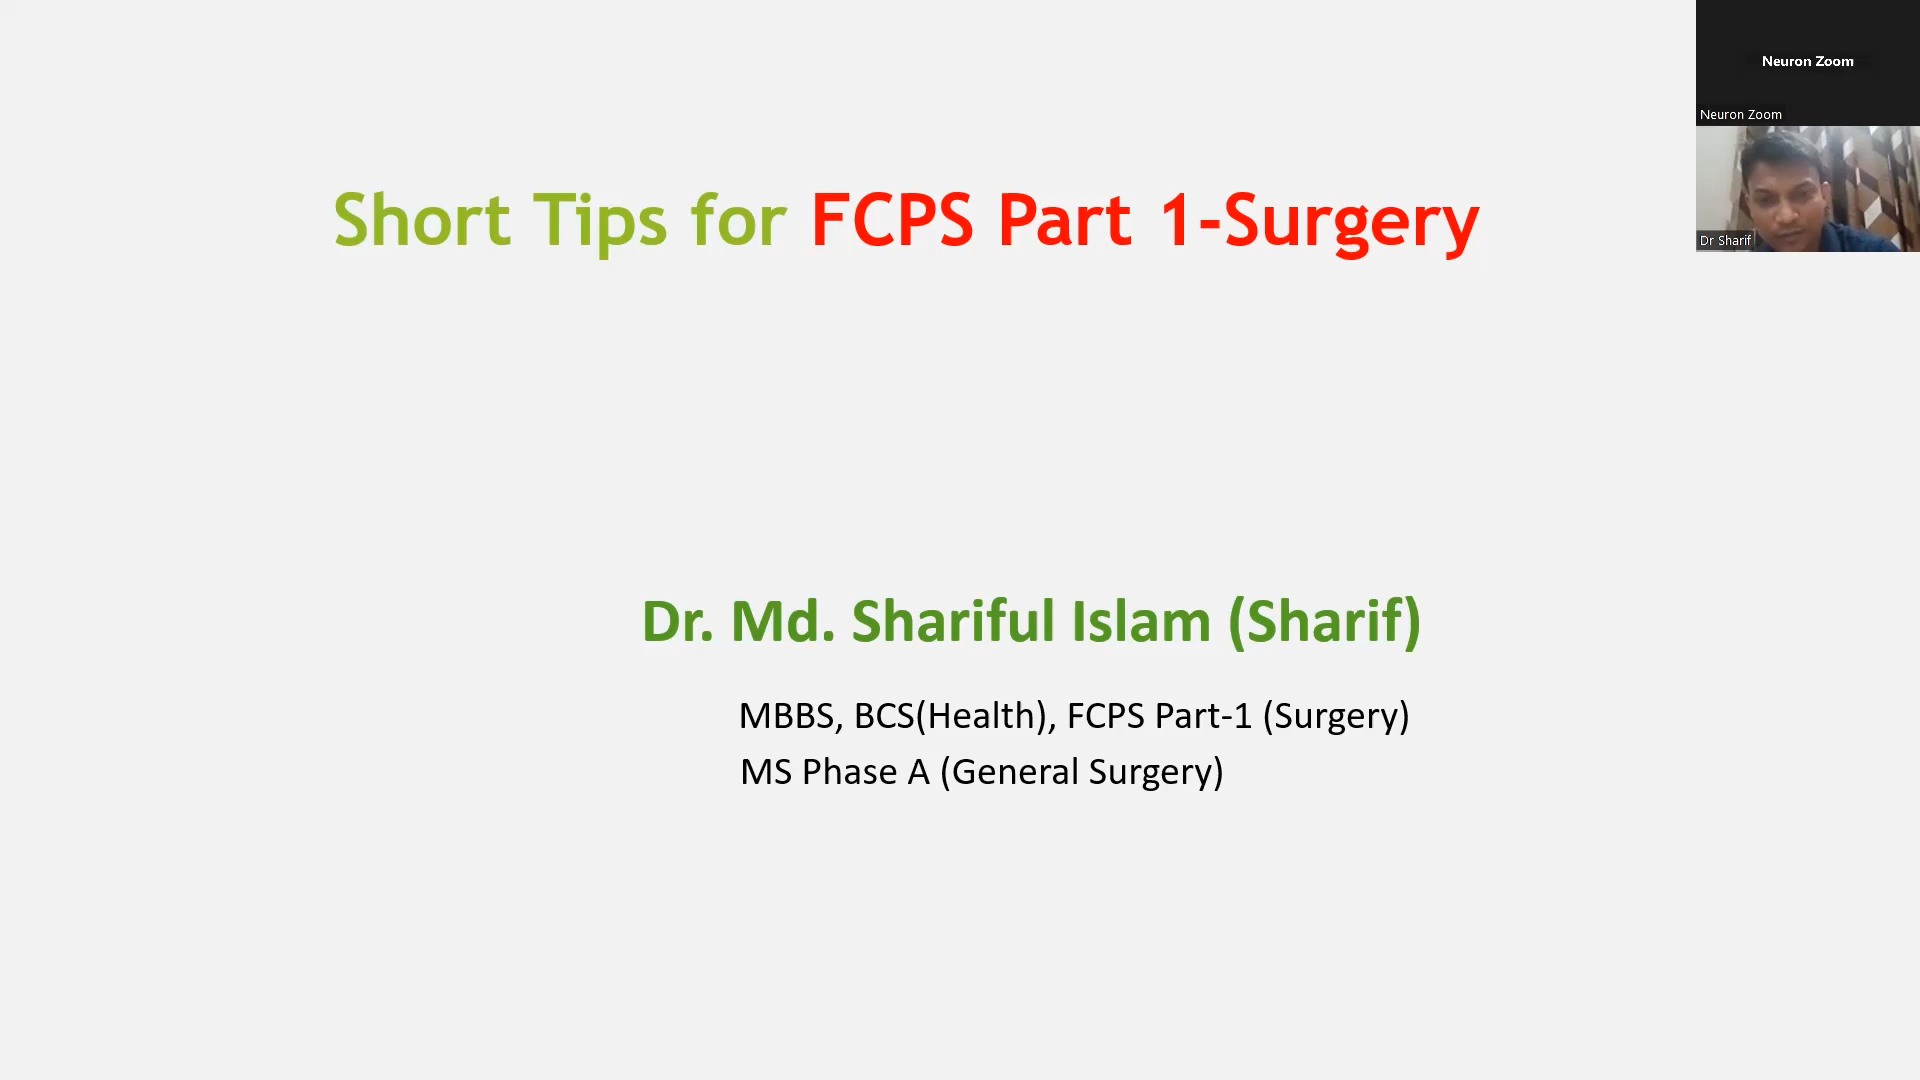 Neuron Zoom
Neuron Zoom
Dr Sharif
Short Tips for FCPS Part 1-Surgery
Dr. Md. Shariful Islam (Sharif)
MBBS, BCS(Health), FCPS Part-1 (Surgery)
MS Phase A (General Surgery)